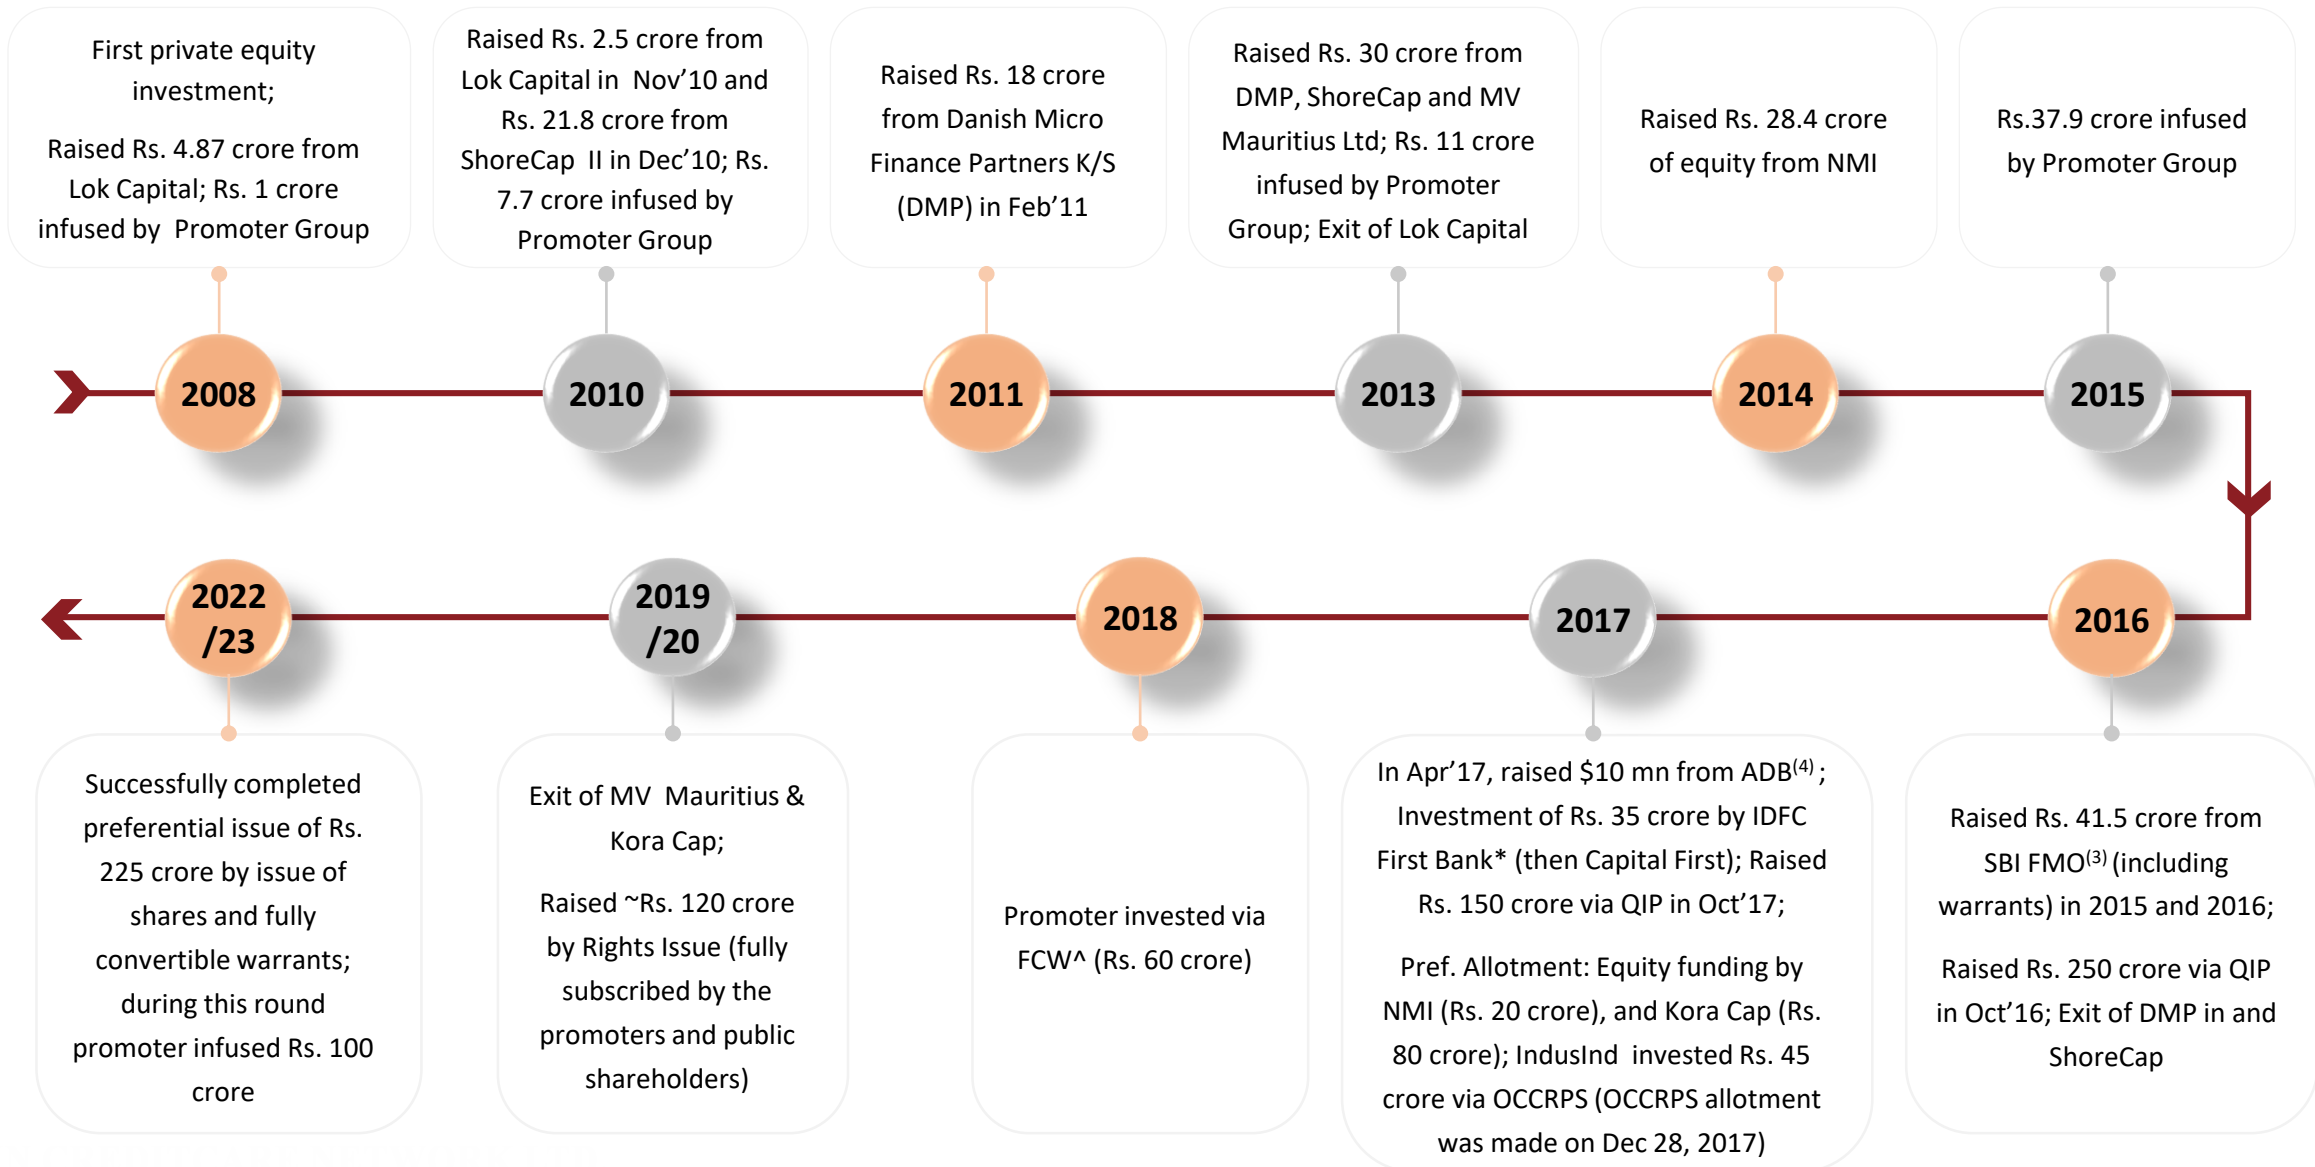 First private equity
investment;
Raised Rs. 4.87 crore from
Lok Capital; Rs. 1 crore
infused by Promoter Group
Raised Rs. 2.5 crore from
Lok Capital in Nov’10 and
Rs. 21.8 crore from
ShoreCap II in Dec’10; Rs.
7.7 crore infused by
Promoter Group
Raised Rs. 18 crore
from Danish Micro
Finance Partners K/S
(DMP) in Feb’11
Raised Rs. 30 crore from
DMP, ShoreCap and MV
Mauritius Ltd; Rs. 11 crore
infused by Promoter
Group; Exit of Lok Capital
Raised Rs. 28.4 crore
of equity from NMI
Rs.37.9 crore infused
by Promoter Group
2008
2010
2011
2013
2014
2015
2022
/23
2019
/20
2018
2017
2016
Successfully completed
preferential issue of Rs.
225 crore by issue of
shares and fully
convertible warrants;
during this round
promoter infused Rs. 100
crore
Exit of MV Mauritius &
Kora Cap;
Raised ~Rs. 120 crore
by Rights Issue (fully
subscribed by the
promoters and public
shareholders)
Promoter invested via
FCW^ (Rs. 60 crore)
In Apr’17, raised $10 mn from ADB(4) ;
Investment of Rs. 35 crore by IDFC
First Bank* (then Capital First); Raised
Rs. 150 crore via QIP in Oct’17;
Pref. Allotment: Equity funding by
NMI (Rs. 20 crore), and Kora Cap (Rs.
80 crore); IndusInd invested Rs. 45
crore via OCCRPS (OCCRPS allotment
was made on Dec 28, 2017)
Raised Rs. 41.5 crore from
SBI FMO(3) (including
warrants) in 2015 and 2016;
Raised Rs. 250 crore via QIP
in Oct’16; Exit of DMP in and
ShoreCap